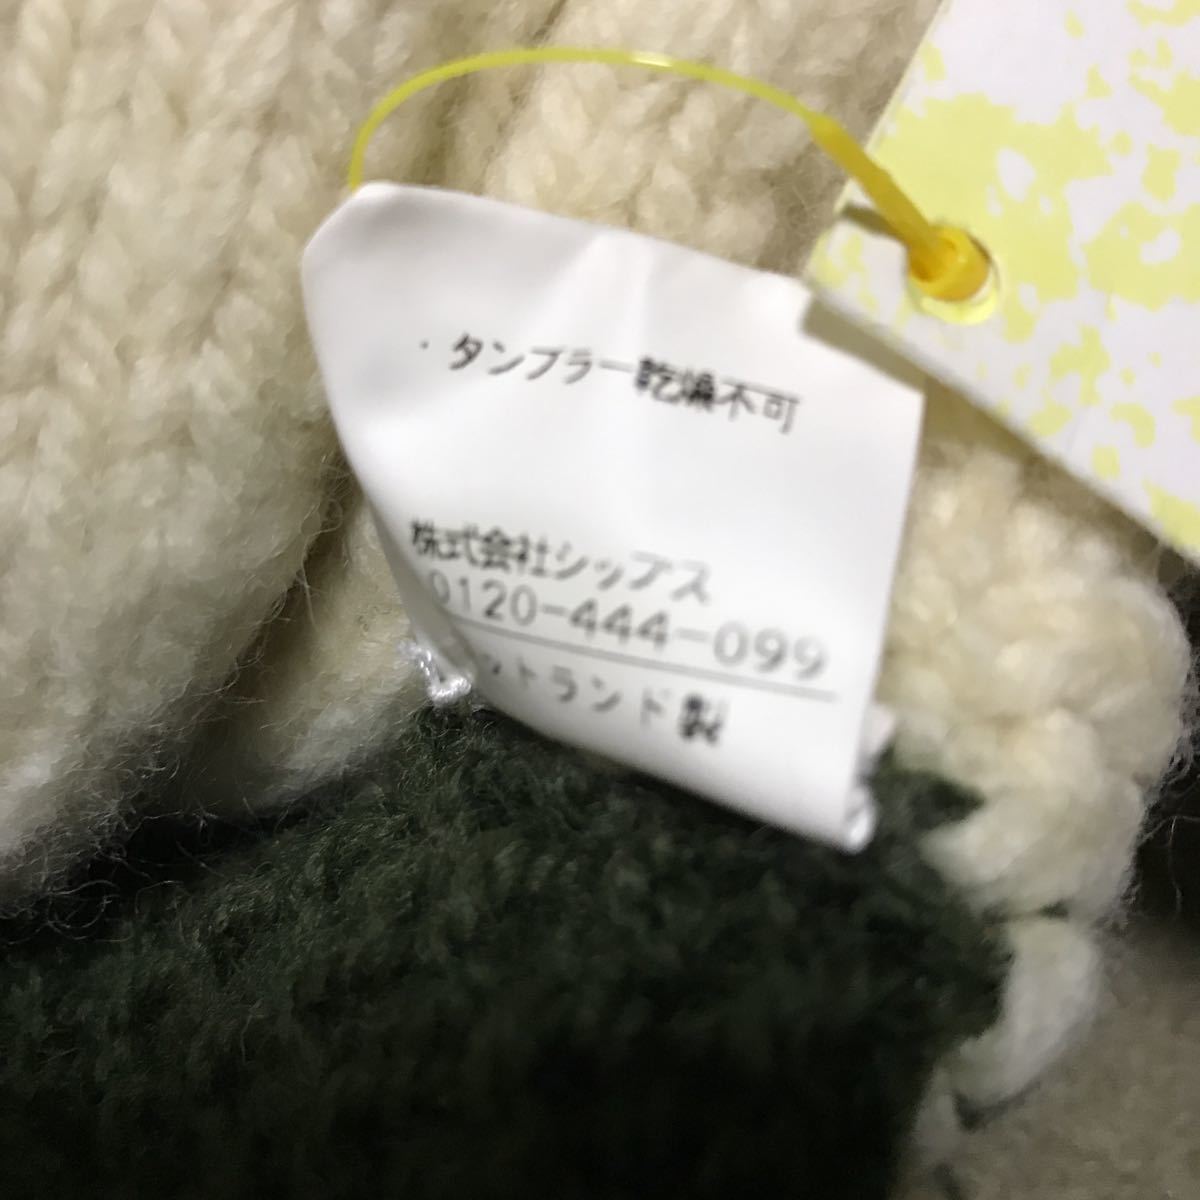 ・タンブラー乾燥不可
株式会社シップス
0120-444-099
ットランド製